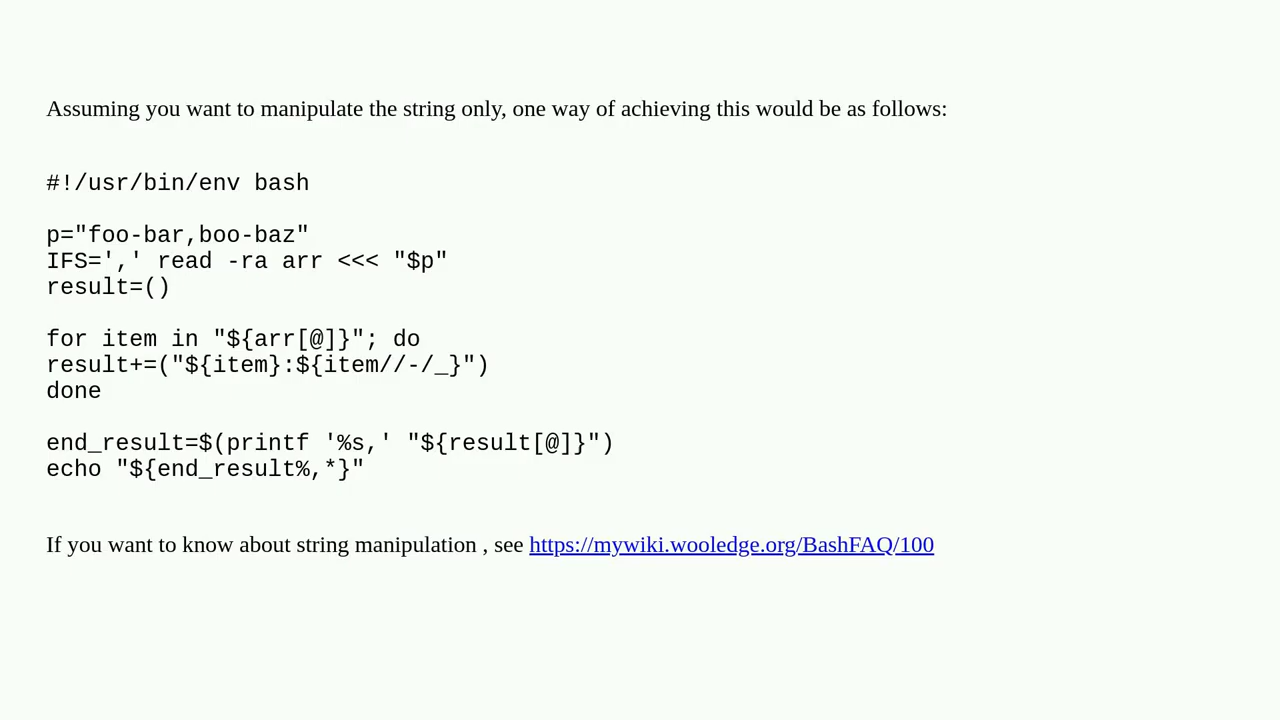 Assuming you want to manipulate the string only, one way of achieving this would be as follows:
#!/usr/bin/env bash
p="foo-bar,boo-baz"
IFS=',' read -ra arr <<< "$p"
result=()
for item in "${arr[@]}"; do
result+=("${item}:${item//-/_}")
done
end_result=$(printf '%s,' "${result[@]}")
echo "${end_result%,*}"
If you want to know about string manipulation , see https://mywiki.wooledge.org/BashFAQ/100